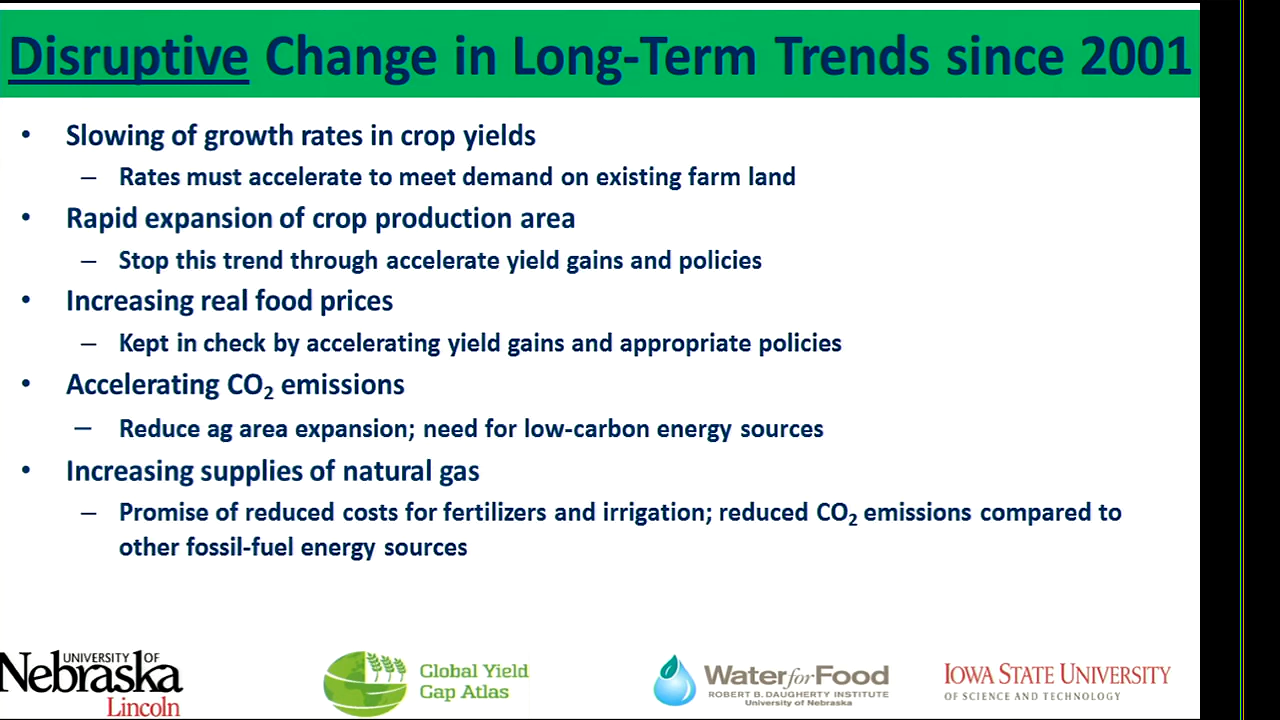 Disruptive Change in Long-Term Trends since 2001
• Slowing of growth rates in crop yields
– Rates must accelerate to meet demand on existing farm land
• Rapid expansion of crop production area
– Stop this trend through accelerate yield gains and policies
• Increasing real food prices
– Kept in check by accelerating yield gains and appropriate policies
• Accelerating CO₂ emissions
– Reduce ag area expansion; need for low-carbon energy sources
• Increasing supplies of natural gas
– Promise of reduced costs for fertilizers and irrigation; reduced CO₂ emissions compared to
other fossil-fuel energy sources
UNIVERSITY OF
Nebraska
Lincoln
Global Yield
Gap Atlas
Water for Food
ROBERT B. DAUGHERTY INSTITUTE
University of Nebraska
IOWA STATE UNIVERSITY
OF SCIENCE AND TECHNOLOGY